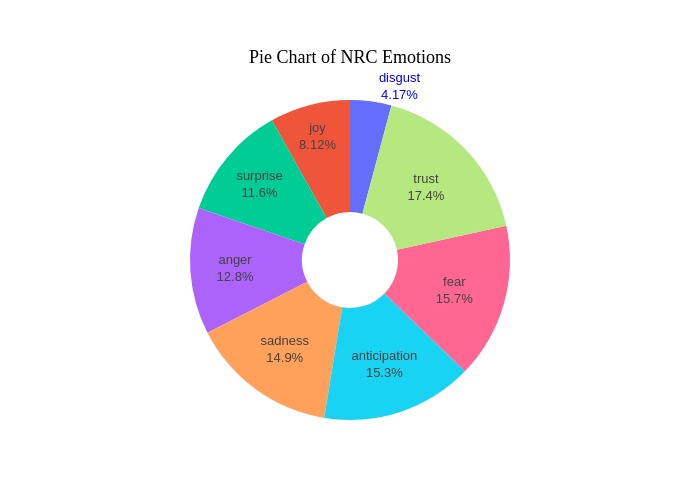 Pie Chart of NRC Emotions
disgust
4.17%
joy
8.12%
trust
17.4%
surprise
11.6%
anger
12.8%
fear
15.7%
sadness
14.9%
anticipation
15.3%